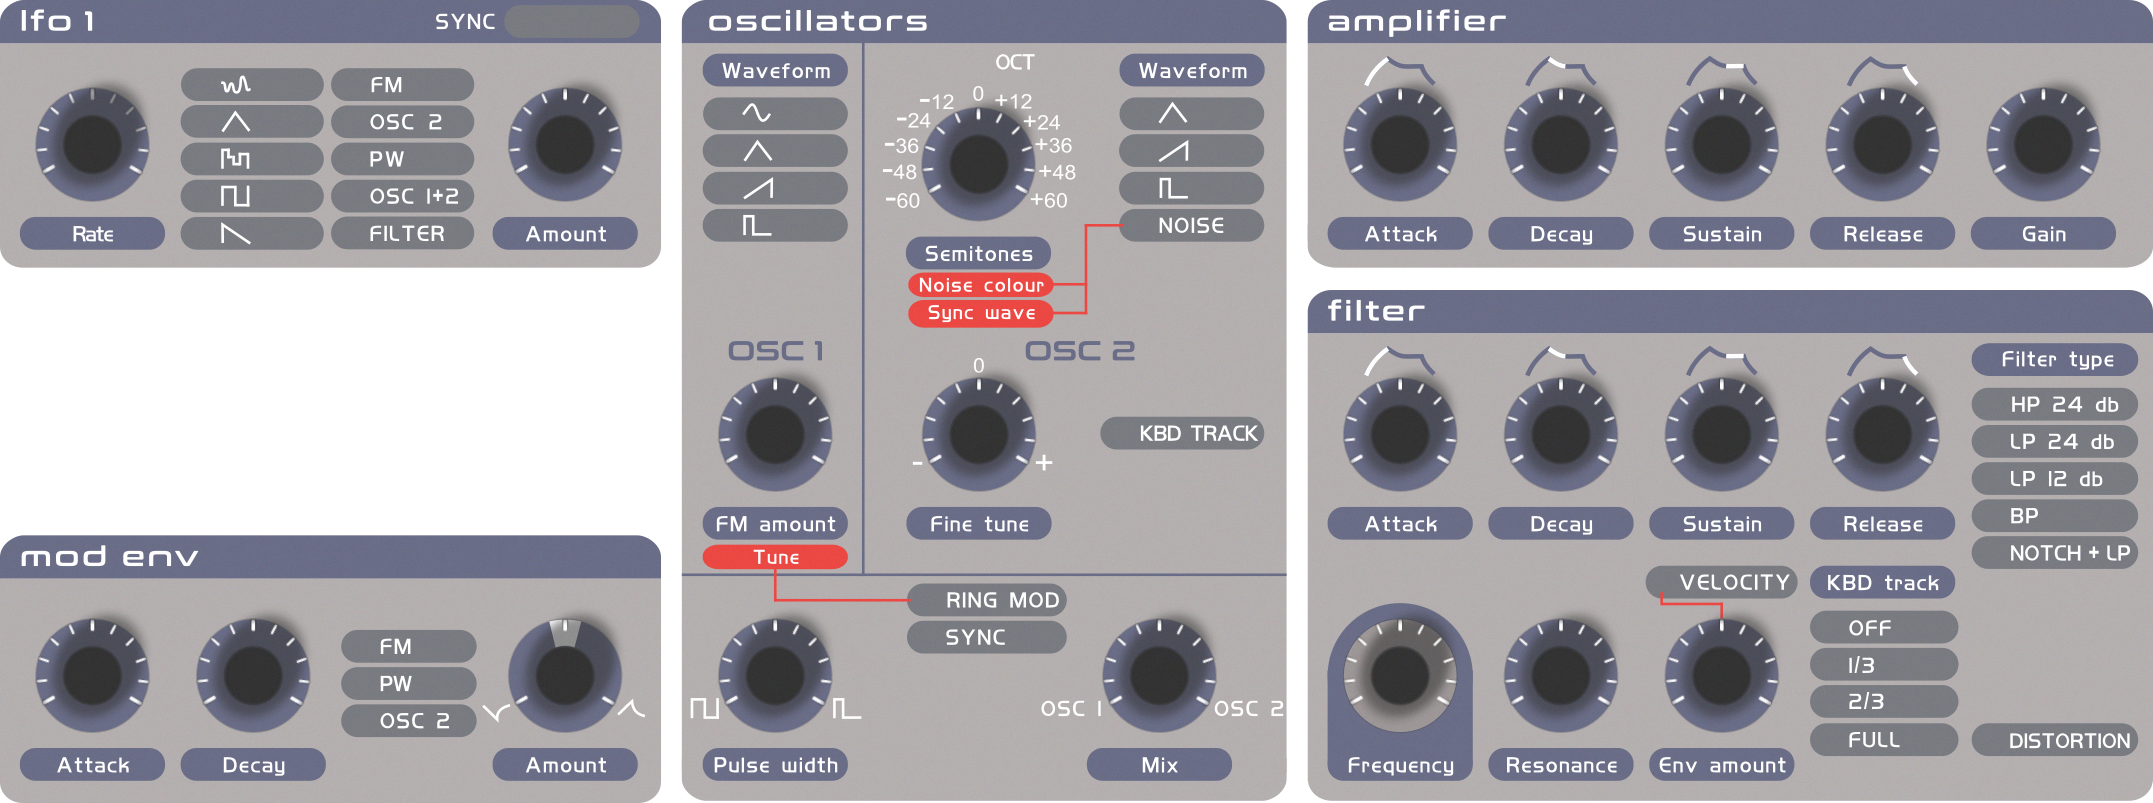 lfo 1
SYNC
FM
OSC 2
PW
OSC 1+2
FILTER
Rate
Amount
mod env
FM
PW
OSC 2
Attack
Decay
Amount
oscillators
Waveform
OCT
Waveform
0
-12
+12
-24
+24
-36
+36
-48
+48
-60
+60
NOISE
Semitones
Noise colour
Sync wave
OSC 1
OSC 2
0
KBD TRACK
-
+
FM amount
Fine tune
Tune
RING MOD
SYNC
OSC 1
OSC 2
Pulse width
Mix
amplifier
Attack
Decay
Sustain
Release
Gain
filter
Filter type
HP 24 db
LP 24 db
LP 12 db
BP
NOTCH + LP
Attack
Decay
Sustain
Release
VELOCITY
KBD track
OFF
1/3
2/3
FULL
DISTORTION
Frequency
Resonance
Env amount